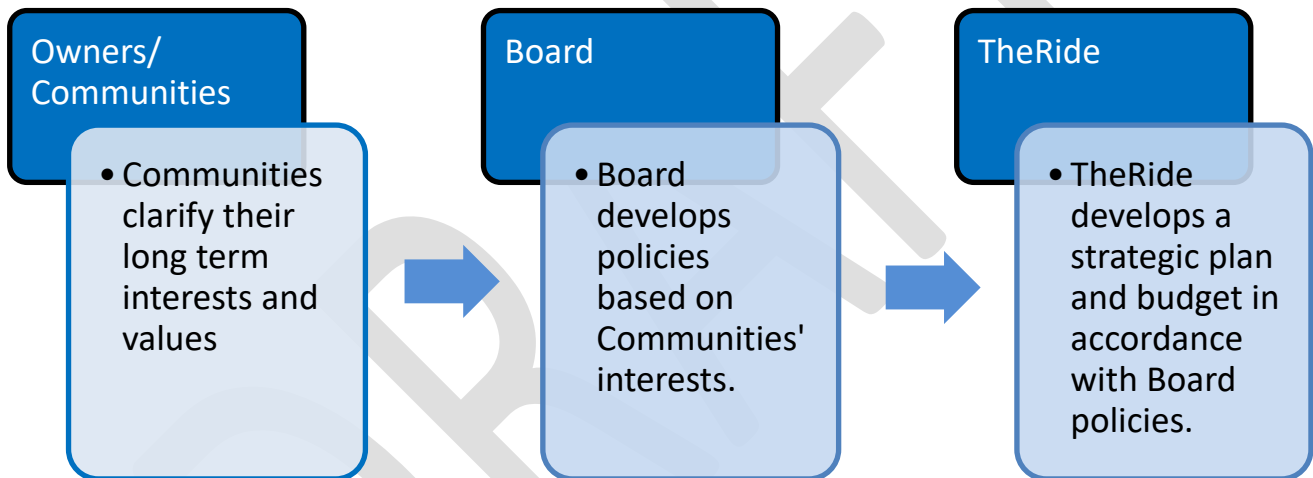 Owners/
Communities
• Communities
clarify their
long term
interests and
values
Board
• Board
develops
policies
based on
Communities'
interests.
TheRide
• TheRide
develops a
strategic plan
and budget in
accordance
with Board
policies.